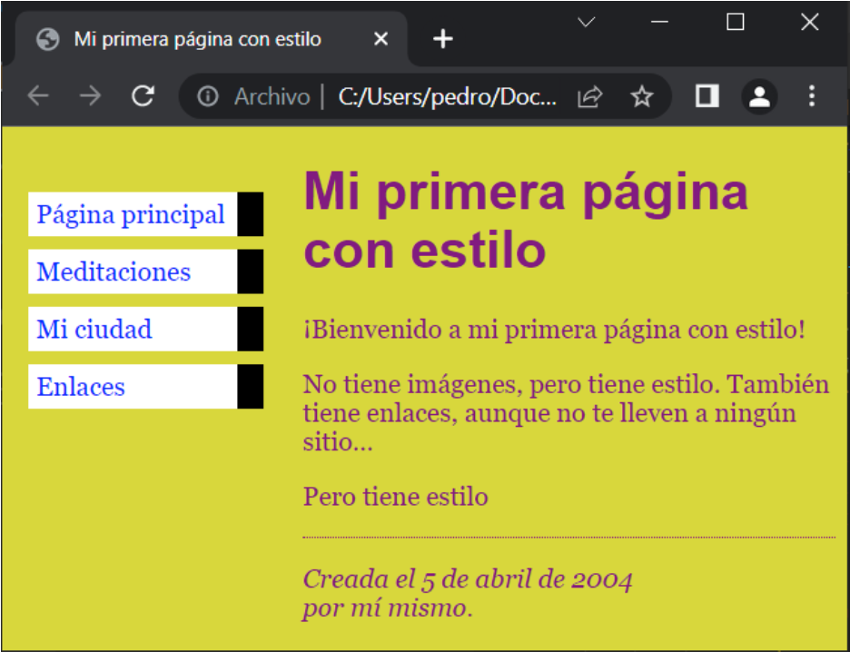 Mi primera página con estilo
Archivo | C:/Users/pedro/Doc...
Página principal
Meditaciones
Mi ciudad
Enlaces
Mi primera página
con estilo
¡Bienvenido a mi primera página con estilo!
No tiene imágenes, pero tiene estilo. También
tiene enlaces, aunque no te lleven a ningún
sitio...
Pero tiene estilo
Creada el 5 de abril de 2004
por mí mismo.